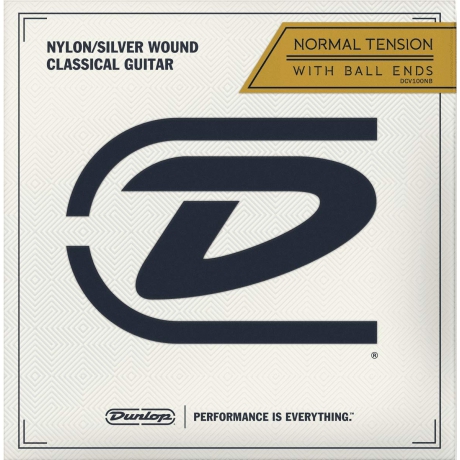 NYLON/SILVER WOUND
CLASSICAL GUITAR
NORMAL TENSION
WITH BALL ENDS
DCV100NB
D
®
Dunlop
PERFORMANCE IS EVERYTHING.™